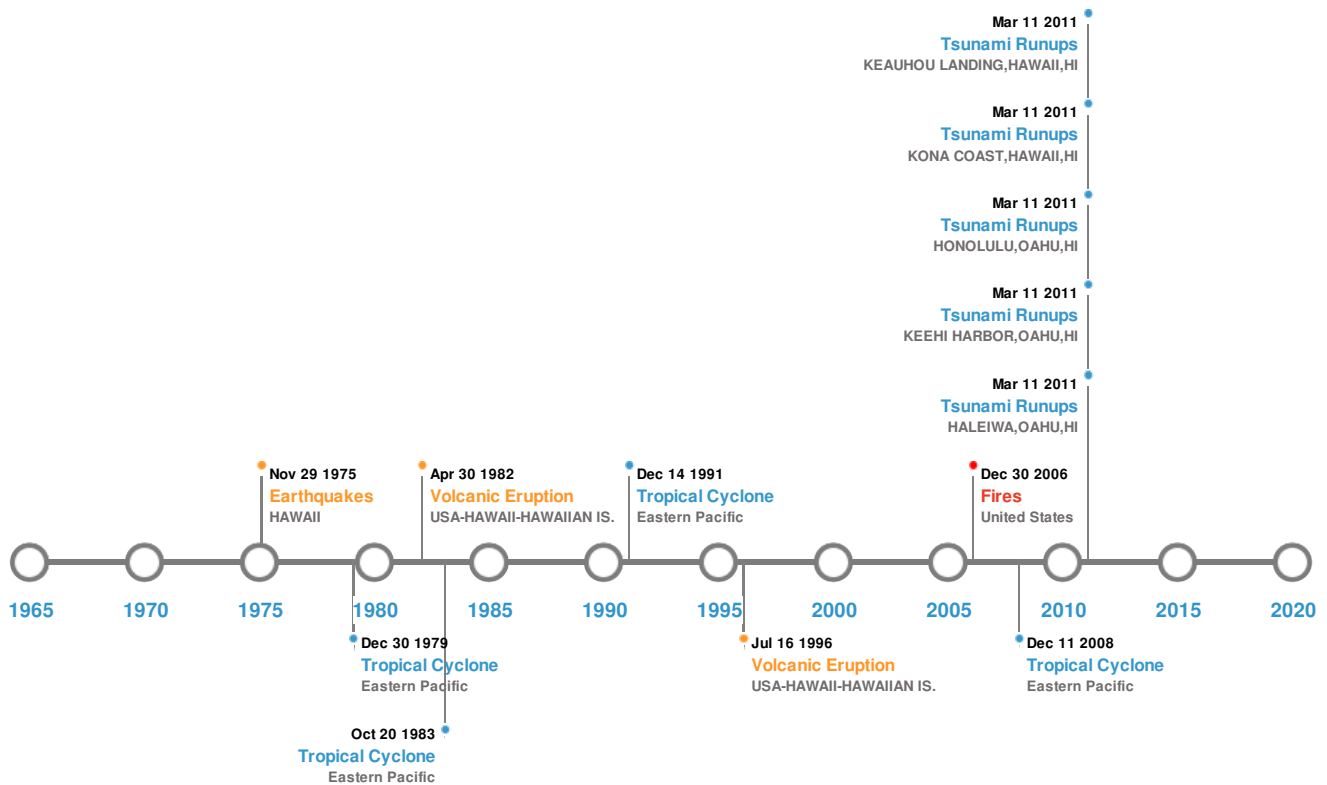 Mar 11 2011
Tsunami Runups
KEAUHOU LANDING,HAWAII,HI
Mar 11 2011
Tsunami Runups
KONA COAST,HAWAII,HI
Mar 11 2011
Tsunami Runups
HONOLULU,OAHU,HI
Mar 11 2011
Tsunami Runups
KEEHI HARBOR,OAHU,HI
Mar 11 2011
Tsunami Runups
HALEIWA,OAHU,HI
Nov 29 1975
Earthquakes
HAWAII
Apr 30 1982
Volcanic Eruption
USA-HAWAII-HAWAIIAN IS.
Dec 14 1991
Tropical Cyclone
Eastern Pacific
Dec 30 2006
Fires
United States
1965 1970 1975 1980 1985 1990 1995 2000 2005 2010 2015 2020
Dec 30 1979
Tropical Cyclone
Eastern Pacific
Jul 16 1996
Volcanic Eruption
USA-HAWAII-HAWAIIAN IS.
Dec 11 2008
Tropical Cyclone
Eastern Pacific
Oct 20 1983
Tropical Cyclone
Eastern Pacific